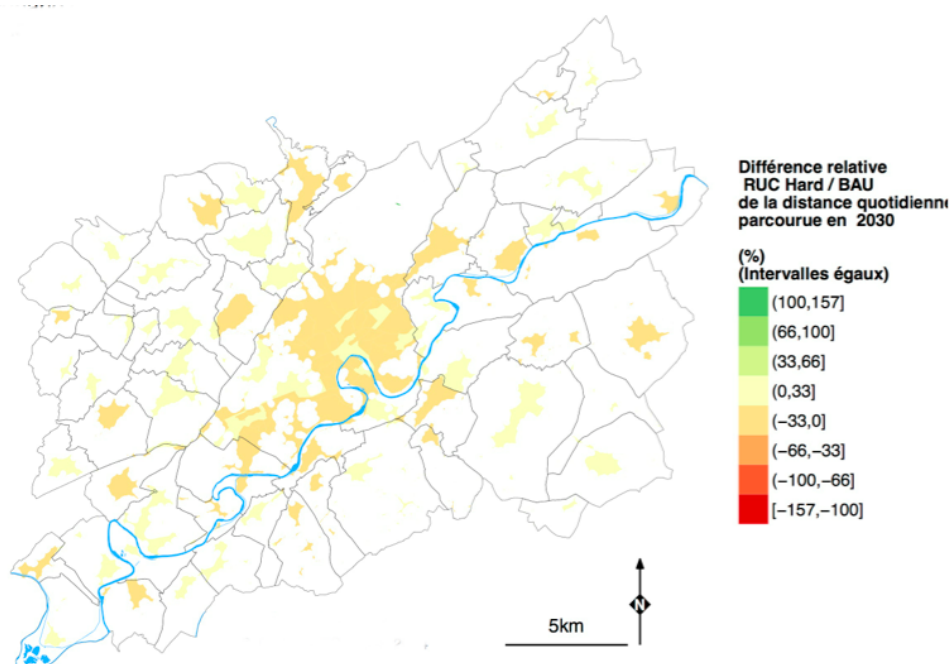 Différence relative
RUC Hard / BAU
de la distance quotidienne
parcourue en 2030
(%)
(Intervalles égaux)
(100,157]
(66,100]
(33,66]
(0,33]
(−33,0]
(−66,−33]
(−100,−66]
[−157,−100]
N
5km